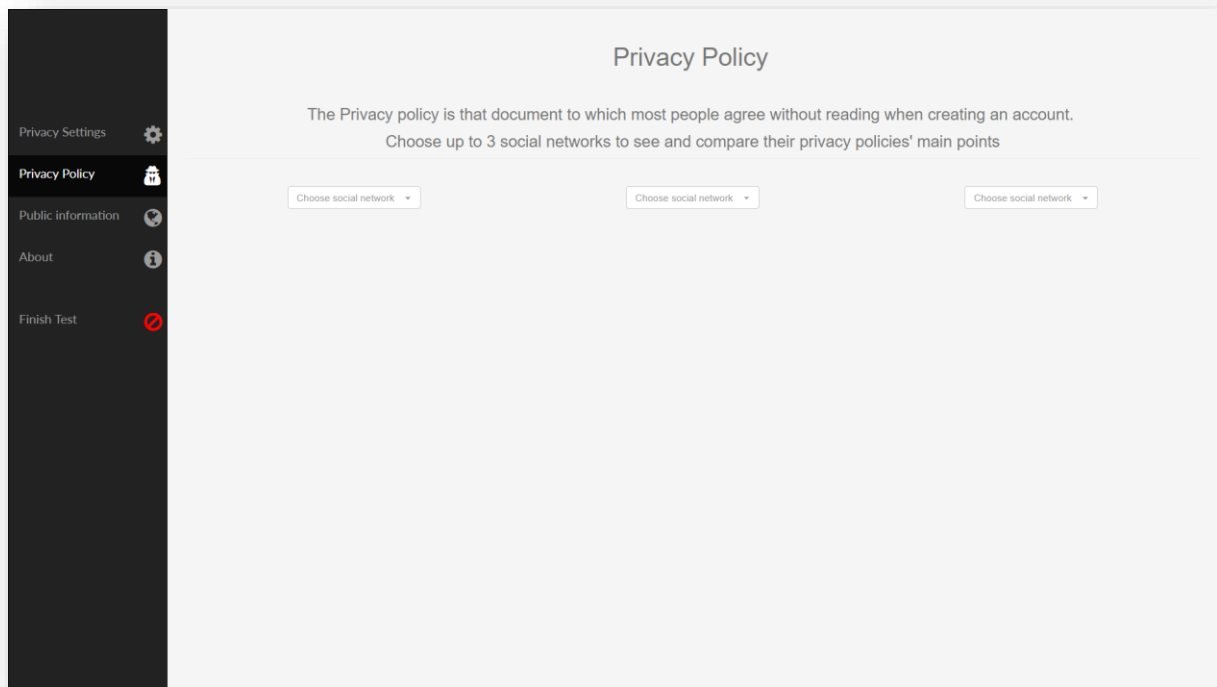 Privacy Policy
The Privacy policy is that document to which most people agree without reading when creating an account.
Choose up to 3 social networks to see and compare their privacy policies' main points
Privacy Settings
Privacy Policy
Public information
About
Finish Test
Choose social network
Choose social network
Choose social network